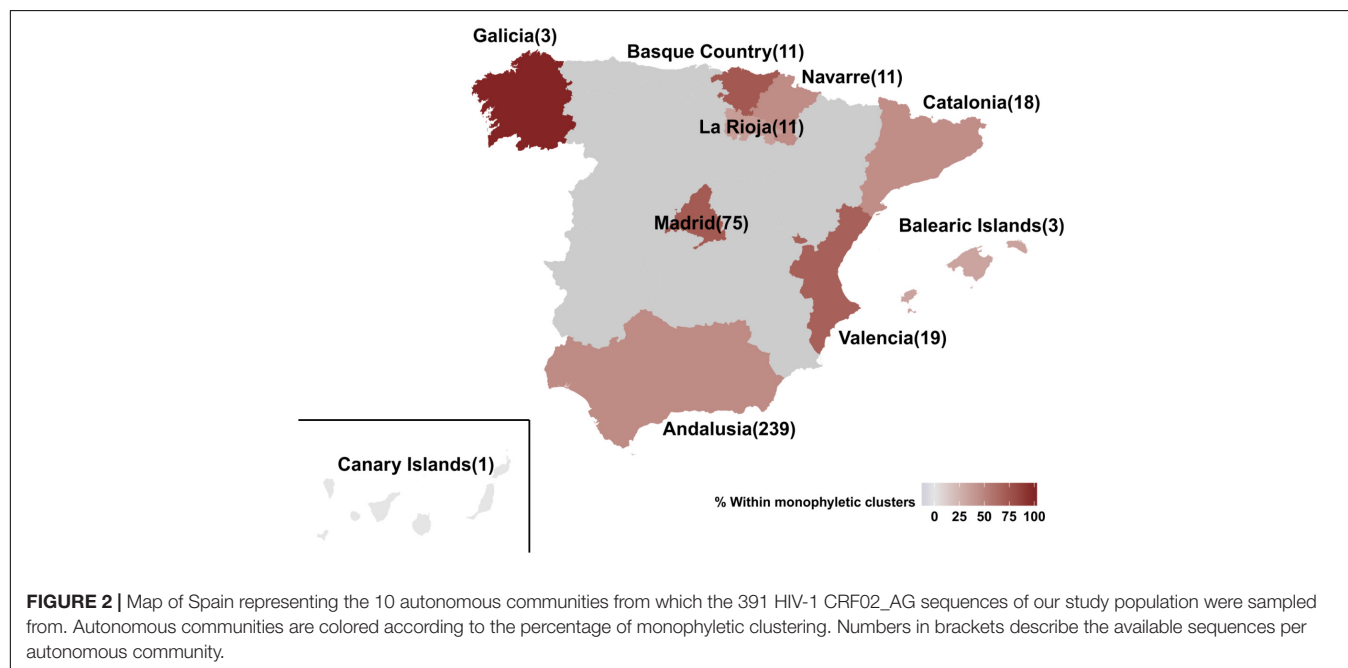 Galicia(3)
Basque Country(11)
Navarre(11)
Catalonia(18)
La Rioja(11)
Madrid(75)
Balearic Islands(3)
Valencia(19)
Andalusia(239)
Canary Islands(1)
% Within monophyletic clusters
0 25 50 75 100
FIGURE 2 | Map of Spain representing the 10 autonomous communities from which the 391 HIV-1 CRF02_AG sequences of our study population were sampled
from. Autonomous communities are colored according to the percentage of monophyletic clustering. Numbers in brackets describe the available sequences per
autonomous community.